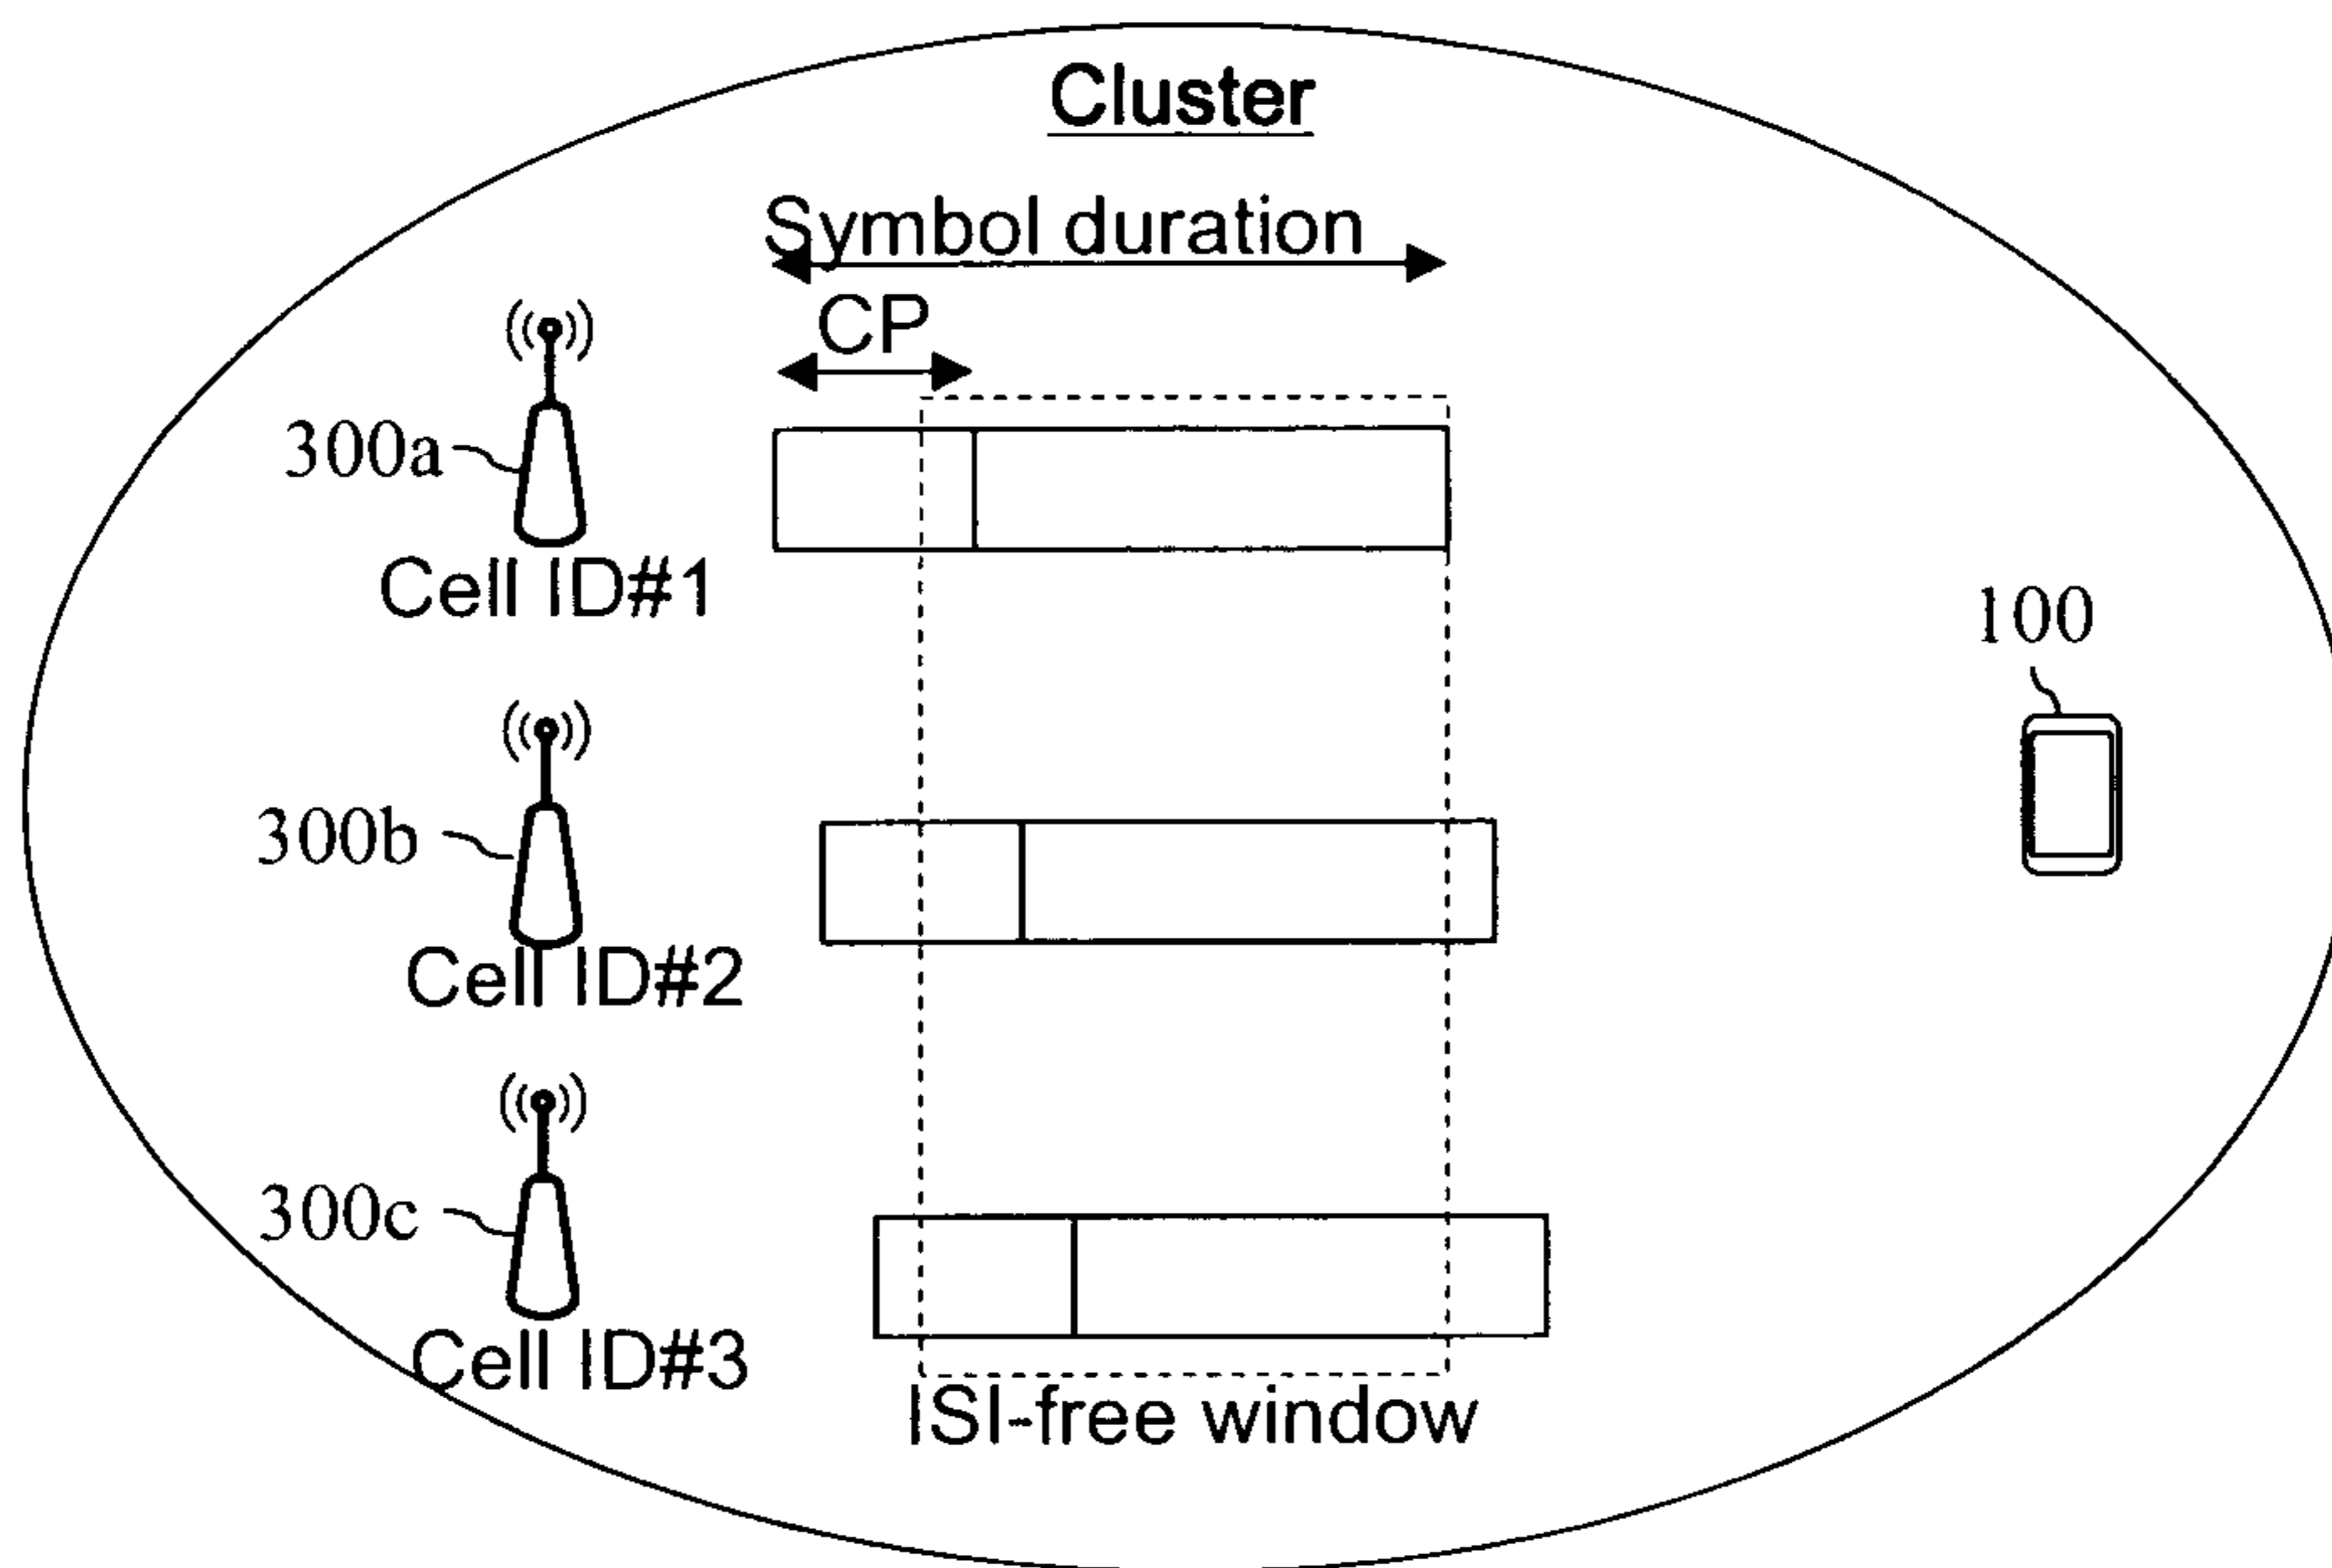 Cluster
Symbol duration
CP
300a
Cell ID#1
100
300b
Cell ID#2
300c
Cell ID#3
ISI-free window